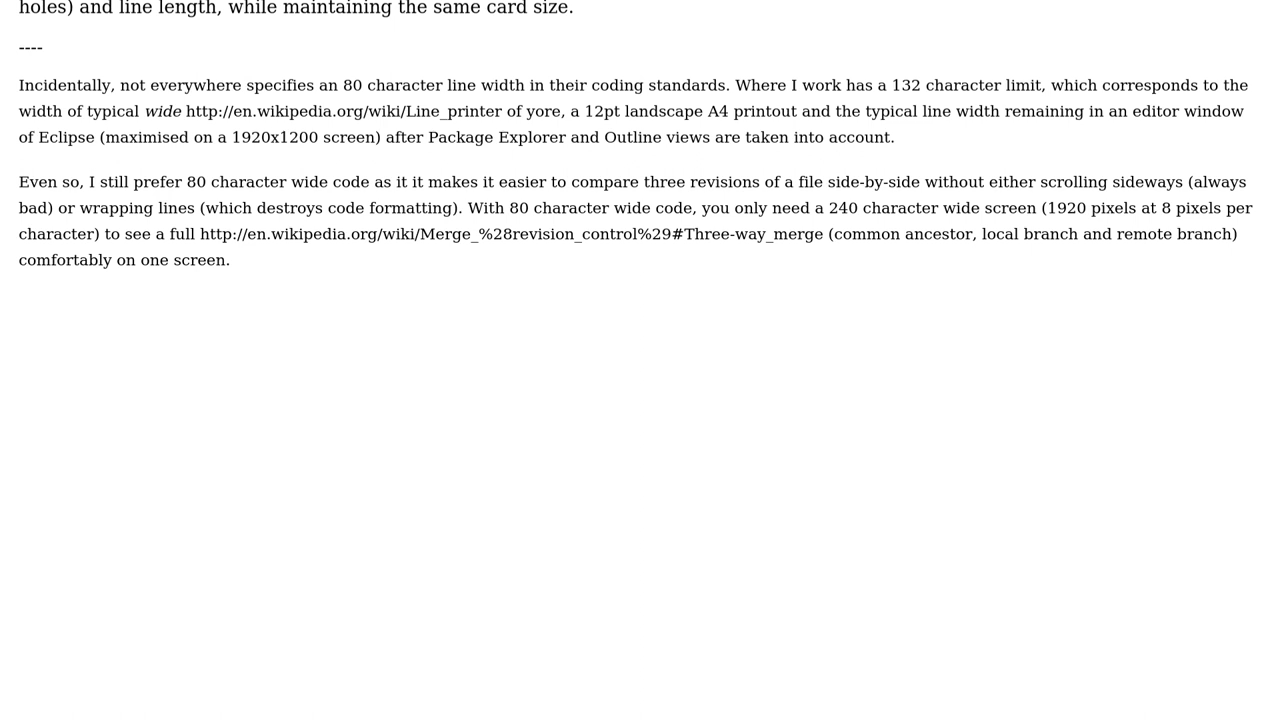 holes) and line length, while maintaining the same card size.
----
Incidentally, not everywhere specifies an 80 character line width in their coding standards. Where I work has a 132 character limit, which corresponds to the
width of typical wide http://en.wikipedia.org/wiki/Line_printer of yore, a 12pt landscape A4 printout and the typical line width remaining in an editor window
of Eclipse (maximised on a 1920x1200 screen) after Package Explorer and Outline views are taken into account.
Even so, I still prefer 80 character wide code as it it makes it easier to compare three revisions of a file side-by-side without either scrolling sideways (always
bad) or wrapping lines (which destroys code formatting). With 80 character wide code, you only need a 240 character wide screen (1920 pixels at 8 pixels per
character) to see a full http://en.wikipedia.org/wiki/Merge_%28revision_control%29#Three-way_merge (common ancestor, local branch and remote branch)
comfortably on one screen.